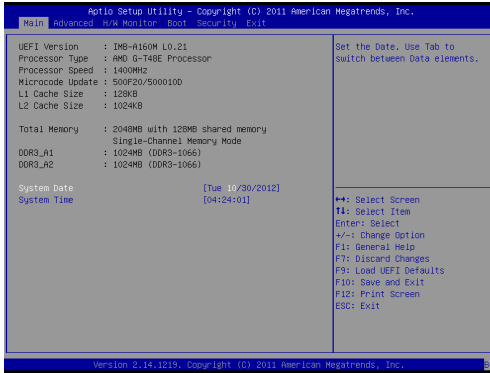 Aptio Setup Utility - Copyright (C) 2011 American Megatrends, Inc.
Main Advanced H/W Monitor Boot Security Exit
UEFI Version : IMB-A160M L0.21
Processor Type : AMD G-T48E Processor
Processor Speed : 1400MHz
Microcode Update : 500F20/500010D
L1 Cache Size : 128KB
L2 Cache Size : 1024KB
Total Memory : 2048MB with 128MB shared memory
Single-Channel Memory Mode
DDR3_A1 : 1024MB (DDR3-1066)
DDR3_A2 : 1024MB (DDR3-1066)
System Date [Tue 10/30/2012]
System Time [04:24:01]
Set the Date. Use Tab to
switch between Data elements.
↔: Select Screen
↑↓: Select Item
Enter: Select
+/-: Change Option
F1: General Help
F7: Discard Changes
F9: Load UEFI Defaults
F10: Save and Exit
F12: Print Screen
ESC: Exit
Version 2.14.1219. Copyright (C) 2011 American Megatrends, Inc.